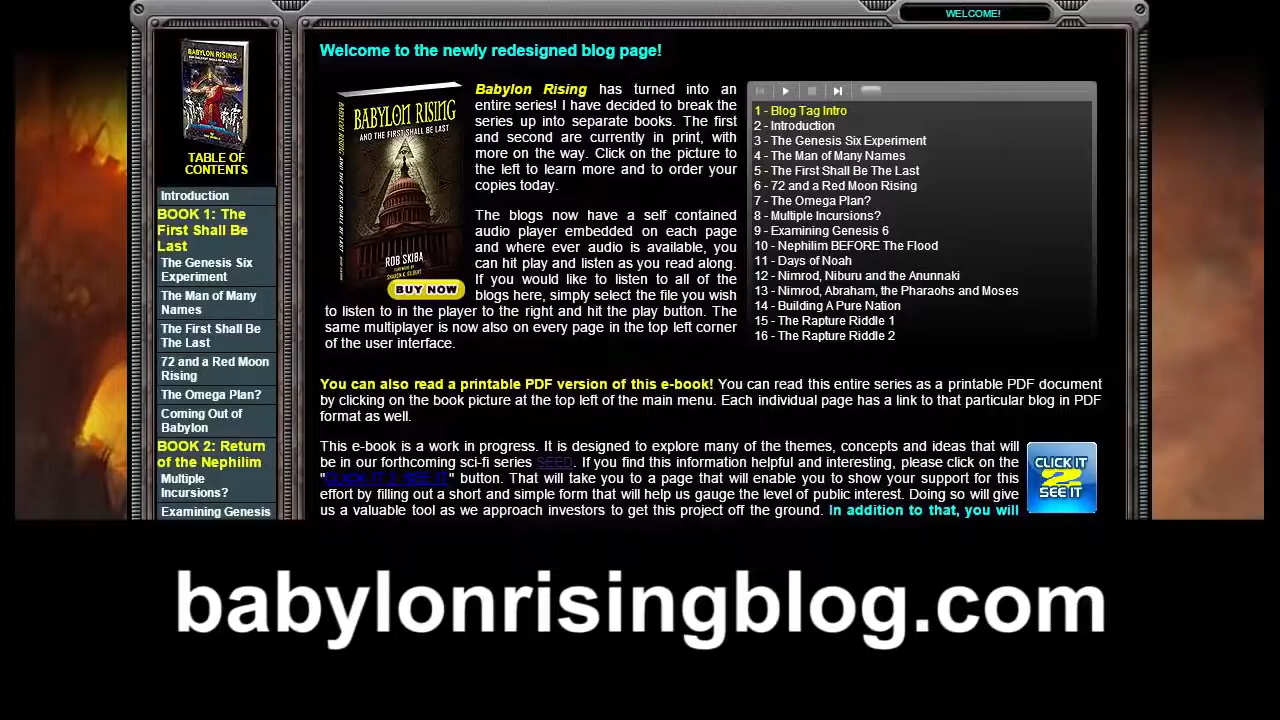 WELCOME!
BABYLON RISING
TABLE OF
CONTENTS
Introduction
BOOK 1: The
First Shall Be
Last
The Genesis Six
Experiment
The Man of Many
Names
The First Shall Be
The Last
72 and a Red Moon
Rising
The Omega Plan?
Coming Out of
Babylon
BOOK 2: Return
of the Nephilim
Multiple
Incursions?
Examining Genesis
Welcome to the newly redesigned blog page!
BABYLON RISING
AND THE FIRST SHALL BE LAST
BABYLON RISING AND THE FIRST SHALL BE LAST
ROB SKIBA
BUY NOW
Babylon Rising has turned into an
entire series! I have decided to break the
series up into separate books. The first
and second are currently in print, with
more on the way. Click on the picture to
the left to learn more and to order your
copies today.
The blogs now have a self contained
audio player embedded on each page
and where ever audio is available, you
can hit play and listen as you read along.
If you would like to listen to all of the
blogs here, simply select the file you wish
to listen to in the player to the right and hit the play button. The
same multiplayer is now also on every page in the top left corner
of the user interface.
1 - Blog Tag Intro
2 - Introduction
3 - The Genesis Six Experiment
4 - The Man of Many Names
5 - The First Shall Be The Last
6 - 72 and a Red Moon Rising
7 - The Omega Plan?
8 - Multiple Incursions?
9 - Examining Genesis 6
10 - Nephilim BEFORE The Flood
11 - Days of Noah
12 - Nimrod, Niburu and the Anunnaki
13 - Nimrod, Abraham, the Pharaohs and Moses
14 - Building A Pure Nation
15 - The Rapture Riddle 1
16 - The Rapture Riddle 2
You can also read a printable PDF version of this e-book! You can read this entire series as a printable PDF document
by clicking on the book picture at the top left of the main menu. Each individual page has a link to that particular blog in PDF
format as well.
This e-book is a work in progress. It is designed to explore many of the themes, concepts and ideas that will
be in our forthcoming sci-fi series SEED. If you find this information helpful and interesting, please click on the
"CLICK IT 2 SEE IT" button. That will take you to a page that will enable you to show your support for this
effort by filling out a short and simple form that will help us gauge the level of public interest. Doing so will give
us a valuable tool as we approach investors to get this project off the ground. In addition to that, you will
CLICK IT
2
SEE IT
babylonrisingblog.com